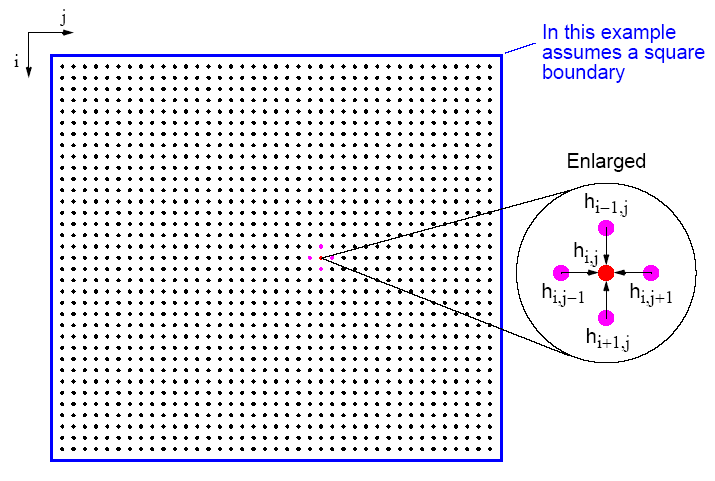 j
i
In this example
assumes a square
boundary
Enlarged
h_{i−1,j}
h_{i,j}
h_{i,j−1}
h_{i,j+1}
h_{i+1,j}